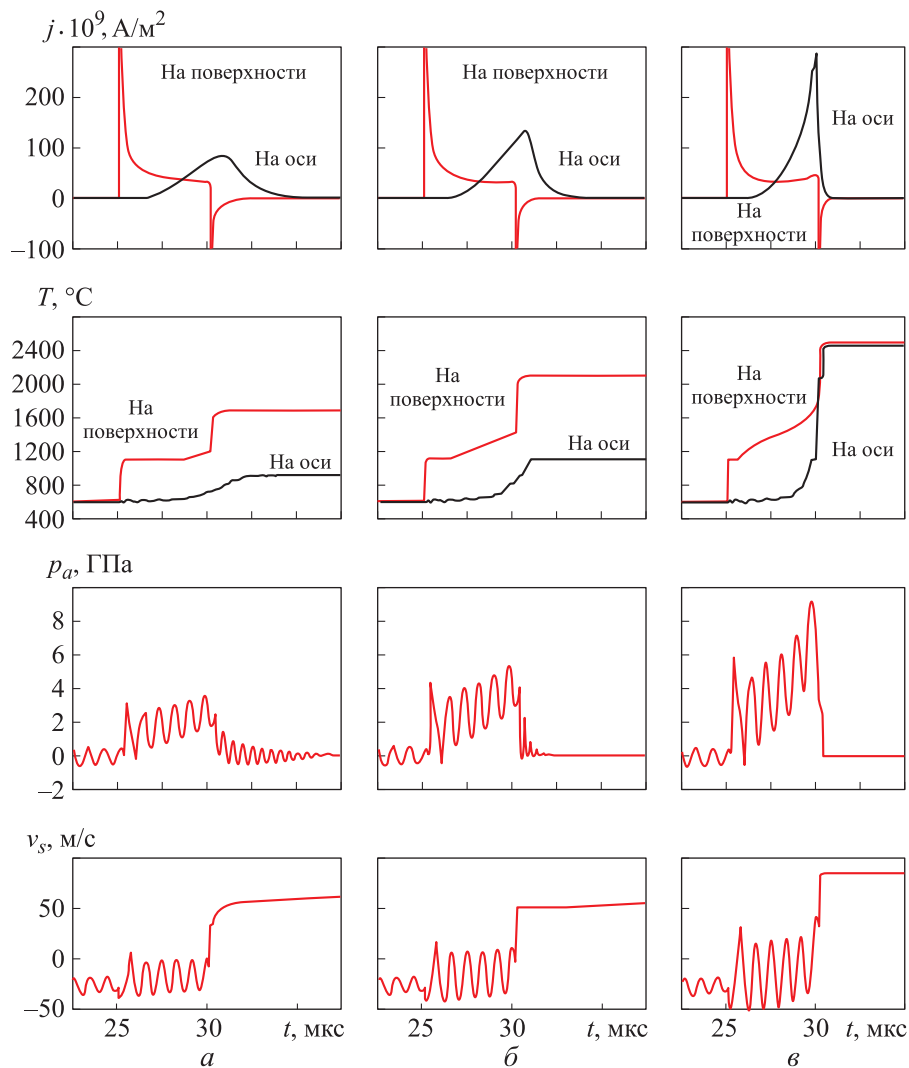 j · 10⁹, А/м²
200
100
0
−100
На поверхности
На оси
На поверхности
На оси
На оси
На
поверхности
T, °C
2400
2000
1600
1200
800
400
На
поверхности
На оси
На
поверхности
На оси
На
поверхности
На оси
pₐ, ГПа
8
6
4
2
0
−2
vₛ, м/с
50
0
−50
25 30 t, мкс
25 30 t, мкс
25 30 t, мкс
а б в